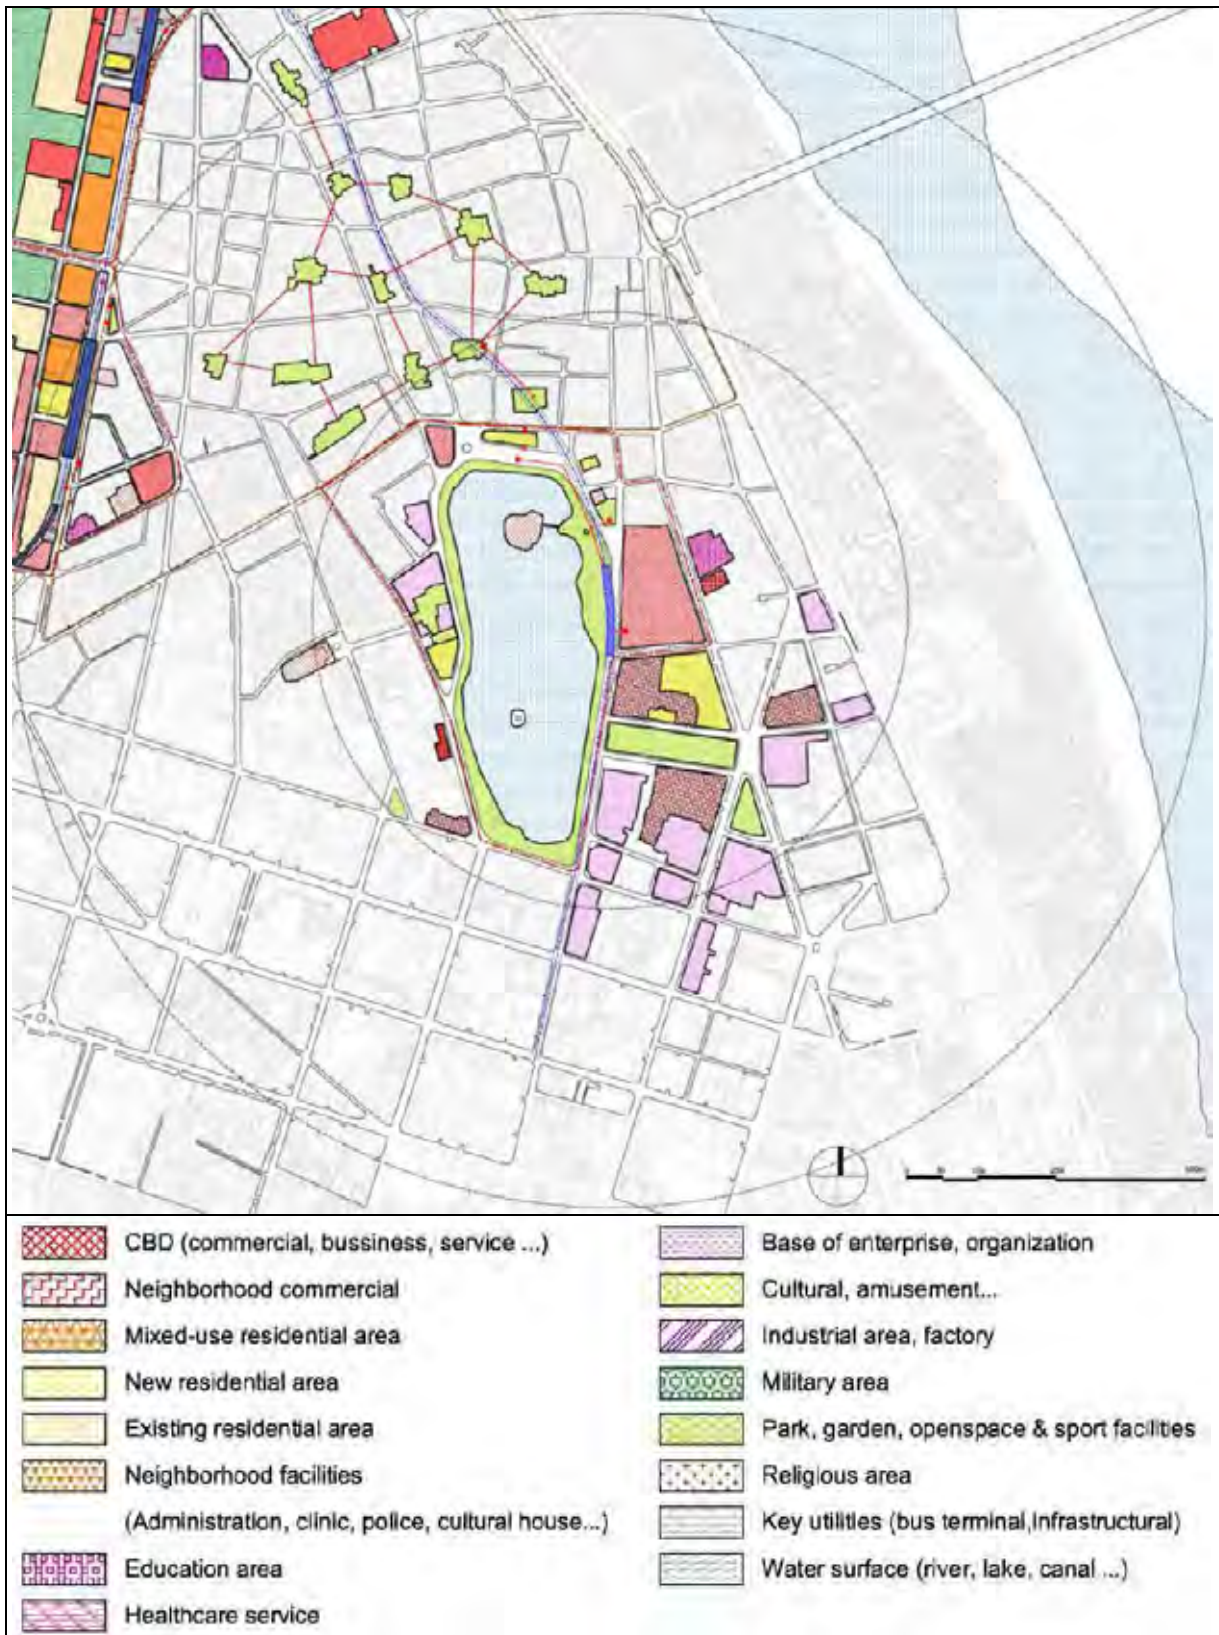 CBD (commercial, bussiness, service ...)
Neighborhood commercial
Mixed-use residential area
New residential area
Existing residential area
Neighborhood facilities
(Administration, clinic, police, cultural house...)
Education area
Healthcare service
Base of enterprise, organization
Cultural, amusement...
Industrial area, factory
Military area
Park, garden, openspace & sport facilities
Religious area
Key utilities (bus terminal,Infrastructural)
Water surface (river, lake, canal ...)